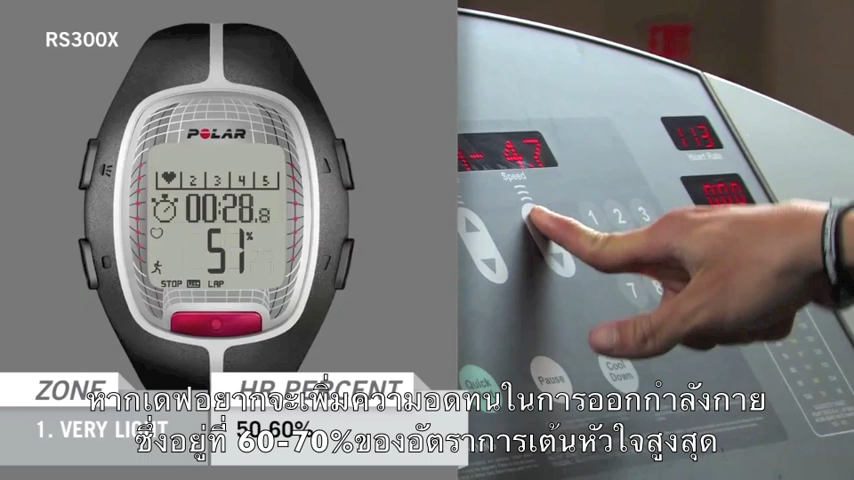 RS300X
POLAR
2 3 4 5
00:28.8
51%
STOP LAP
47
Speed
113
Heart Rate
000
1 2 3
7 8
Quick
Pause
Cool Down
ZONE HR PERCENT
1. VERY LIGHT 50-60%
หากเดฟอยากจะเพิ่มความอดทนในการออกกำลังกาย
ซึ่งอยู่ที่ 60-70%ของอัตราการเต้นหัวใจสูงสุด